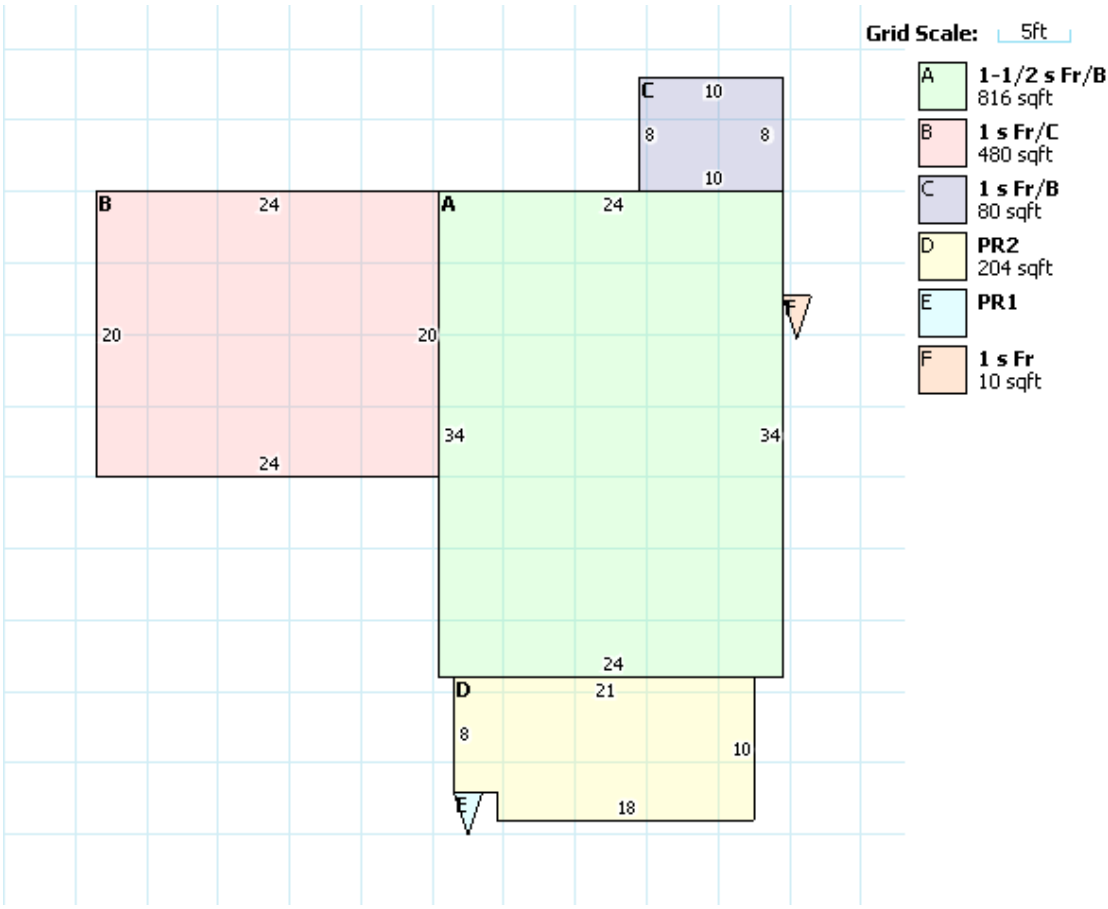 Grid Scale: 5ft
A 1-1/2 s Fr/B
816 sqft
B 1 s Fr/C
480 sqft
C 1 s Fr/B
80 sqft
D PR2
204 sqft
E PR1
F 1 s Fr
10 sqft
C 10
8 8
10
B 24 A 24
F
20 20
34 34
24
24
D 21
8
10
E 18